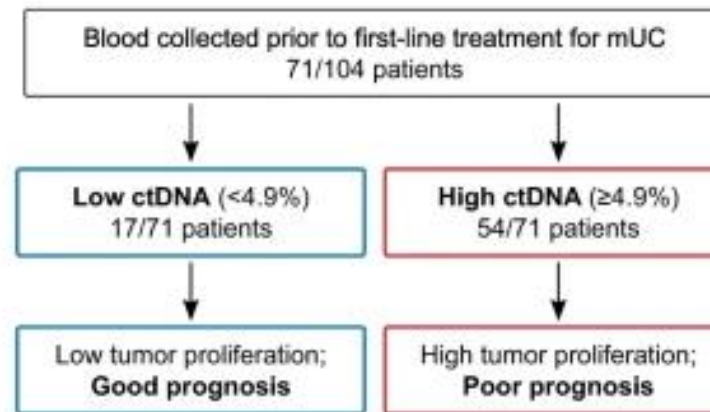 Blood collected prior to first-line treatment for mUC
71/104 patients
Low ctDNA (<4.9%)
17/71 patients
High ctDNA (≥4.9%)
54/71 patients
Low tumor proliferation;
Good prognosis
High tumor proliferation;
Poor prognosis